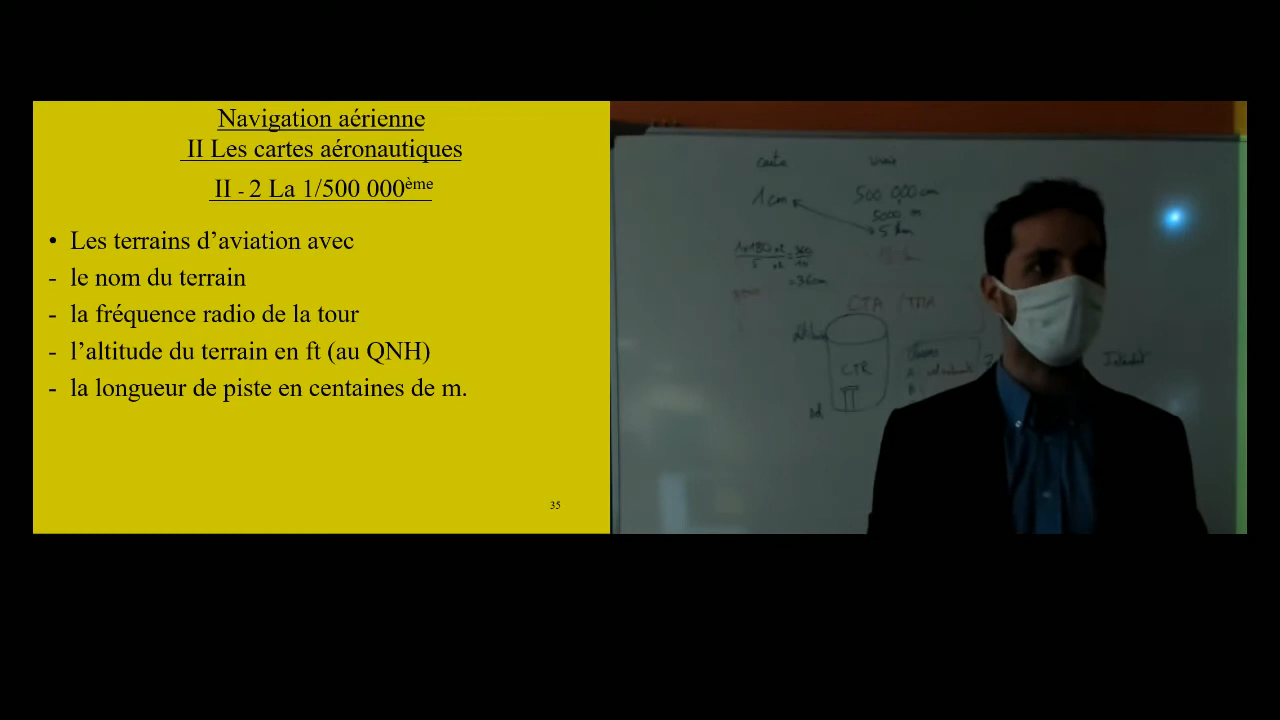 Navigation aérienne
II Les cartes aéronautiques
II - 2 La 1/500 000ème
• Les terrains d’aviation avec
- le nom du terrain
- la fréquence radio de la tour
- l’altitude du terrain en ft (au QNH)
- la longueur de piste en centaines de m.
35
carte
1 cm
500 000 cm
5000 m
5 km
CTA / TMA
CTR